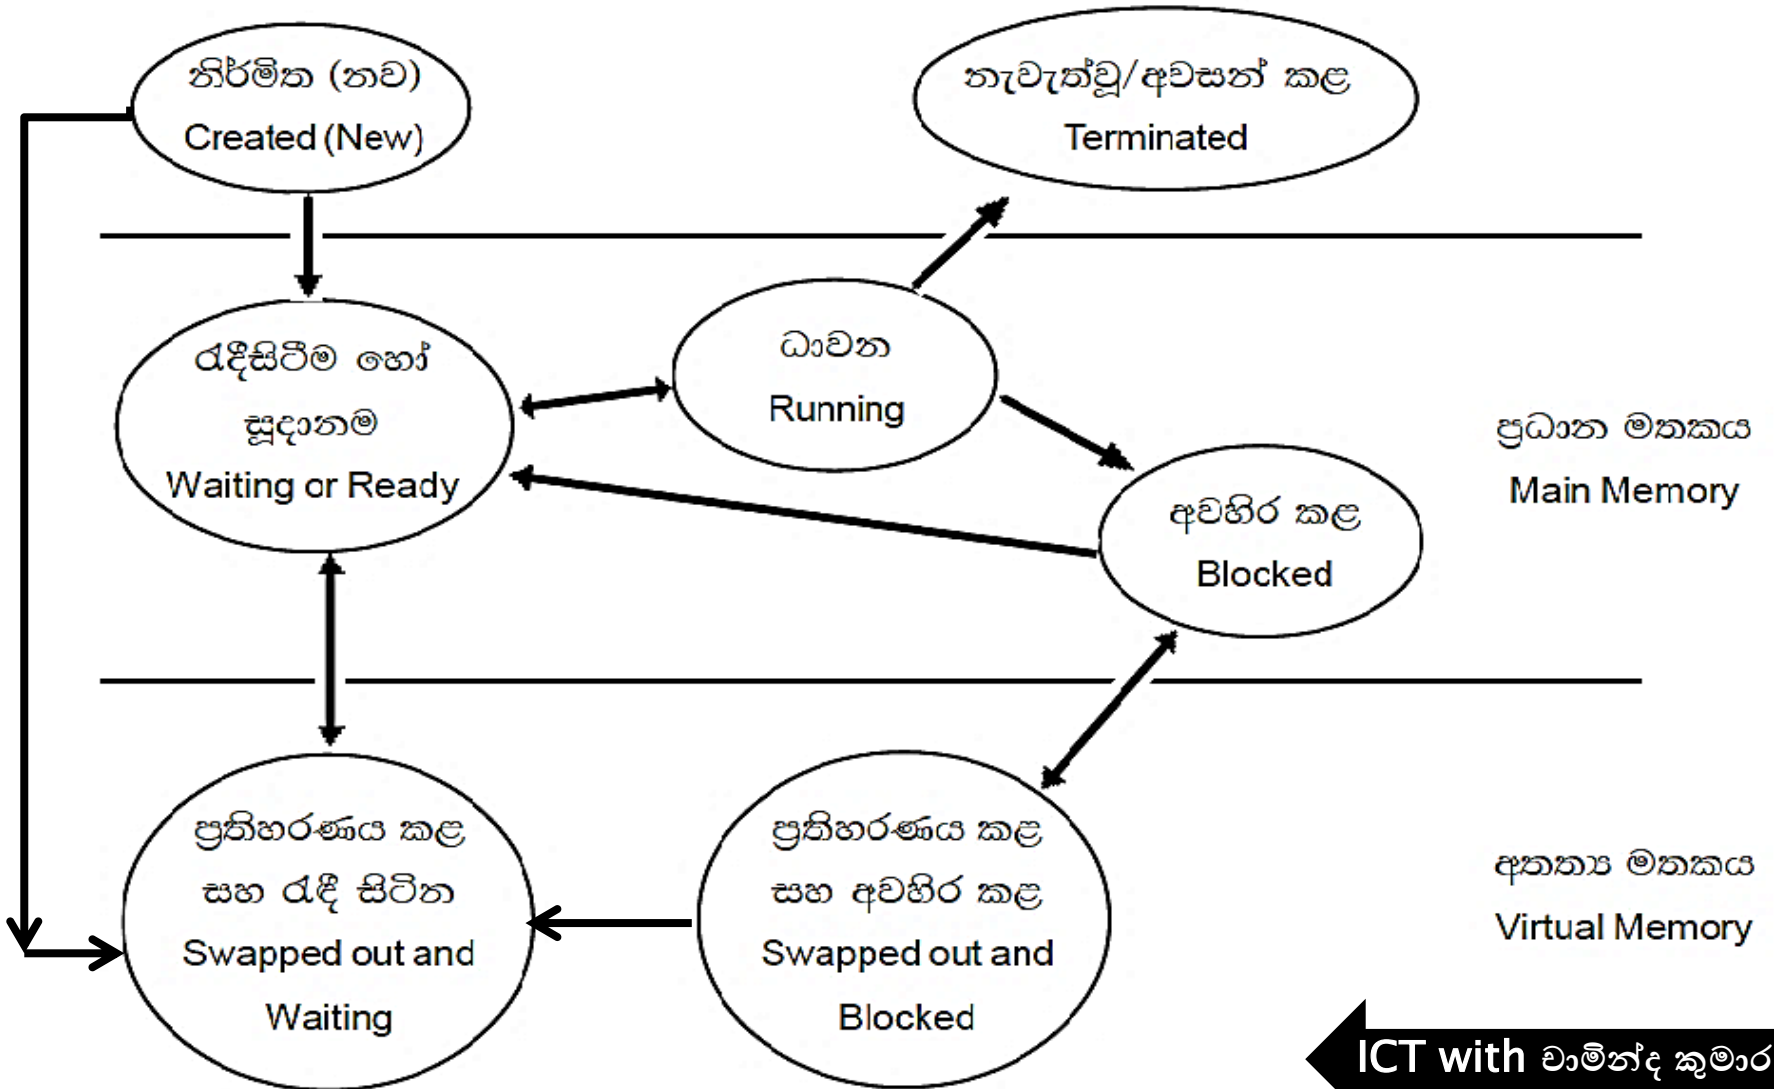 නිර්මිත (නව)
Created (New)
නැවැත්වූ/අවසන් කළ
Terminated
රැදීසිටීම හෝ
සූදානම
Waiting or Ready
ධාවන
Running
ප්‍රධාන මතකය
Main Memory
අවහිර කළ
Blocked
ප්‍රතිහරණය කළ
සහ රැඳී සිටින
Swapped out and
Waiting
ප්‍රතිහරණය කළ
සහ අවහිර කළ
Swapped out and
Blocked
අතත්‍ය මතකය
Virtual Memory
ICT with චාමින්ද කුමාර